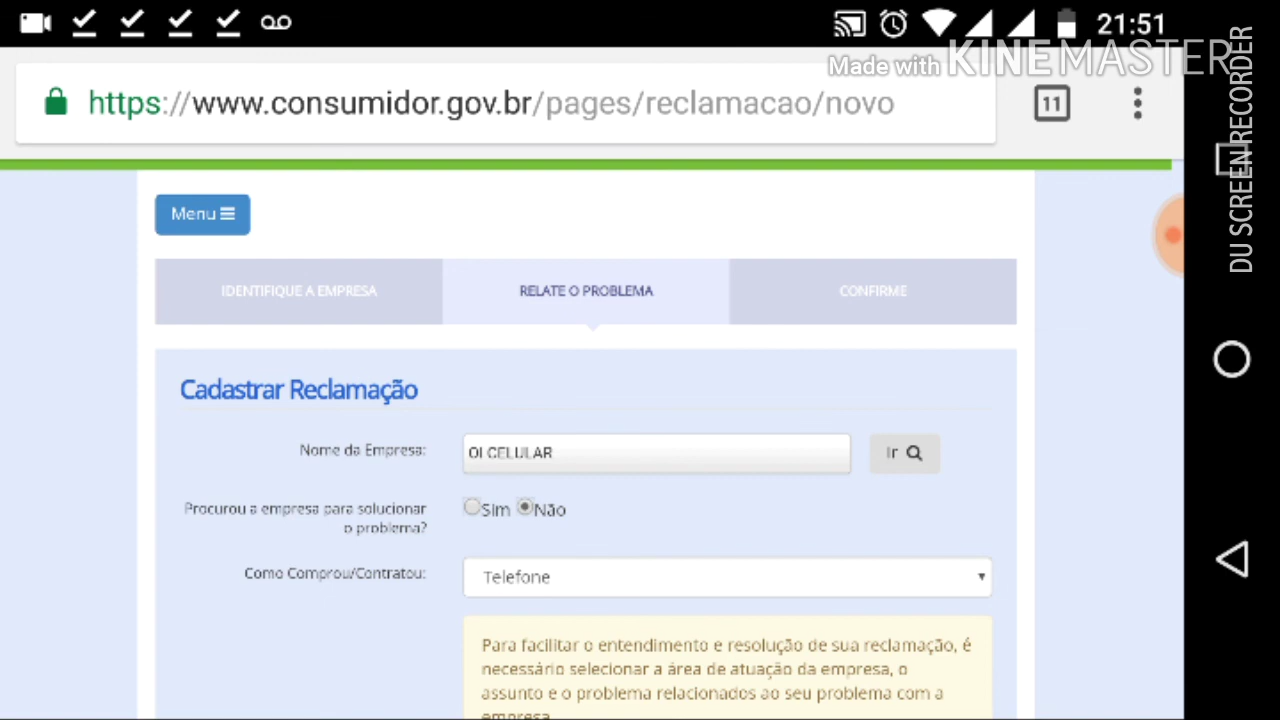 21:51
Made with KINEMASTER
https://www.consumidor.gov.br/pages/reclamacao/novo
11
DU SCREEN RECORDER
Menu
IDENTIFIQUE A EMPRESA
RELATE O PROBLEMA
CONFIRME
Cadastrar Reclamação
Nome da Empresa:
OI CELULAR
Ir
Procurou a empresa para solucionar
o problema?
Sim Não
Como Comprou/Contratou:
Telefone
Para facilitar o entendimento e resolução de sua reclamação, é
necessário selecionar a área de atuação da empresa, o
assunto e o problema relacionados ao seu problema com a
empresa